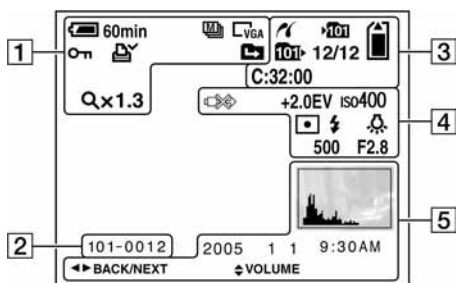 60min VGA 101
101 12/12
C:32:00
×1.3
+2.0EV ISO400
500 F2.8
101-0012 2005 1 1 9:30AM
BACK/NEXT VOLUME
1
2
3
4
5